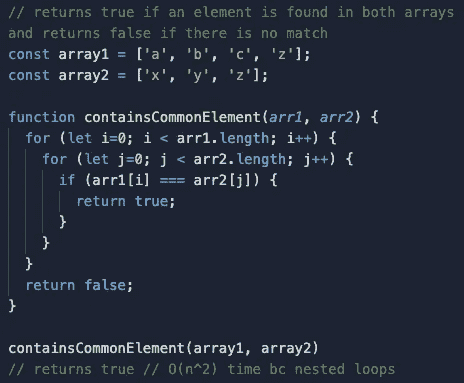 // returns true if an element is found in both arrays
and returns false if there is no match
const array1 = ['a', 'b', 'c', 'z'];
const array2 = ['x', 'y', 'z'];

function containsCommonElement(arr1, arr2) {
  for (let i=0; i < arr1.length; i++) {
    for (let j=0; j < arr2.length; j++) {
      if (arr1[i] === arr2[j]) {
        return true;
      }
    }
  }
  return false;
}

containsCommonElement(array1, array2)
// returns true // O(n^2) time bc nested loops